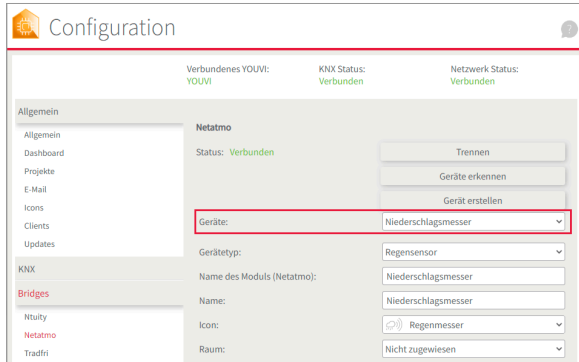 Configuration
?
Verbundenes YOUVI: KNX Status: Netzwerk Status:
YOUVI Verbunden Verbunden
Allgemein
Allgemein
Dashboard
Projekte
E-Mail
Icons
Clients
Updates
KNX
Bridges
Ntuity
Netatmo
Tradfri
Netatmo
Status: Verbunden Trennen
Geräte erkennen
Gerät erstellen
Geräte: Niederschlagsmesser
Gerätetyp: Regensensor
Name des Moduls (Netatmo): Niederschlagsmesser
Name: Niederschlagsmesser
Icon: Regenmesser
Raum: Nicht zugewiesen